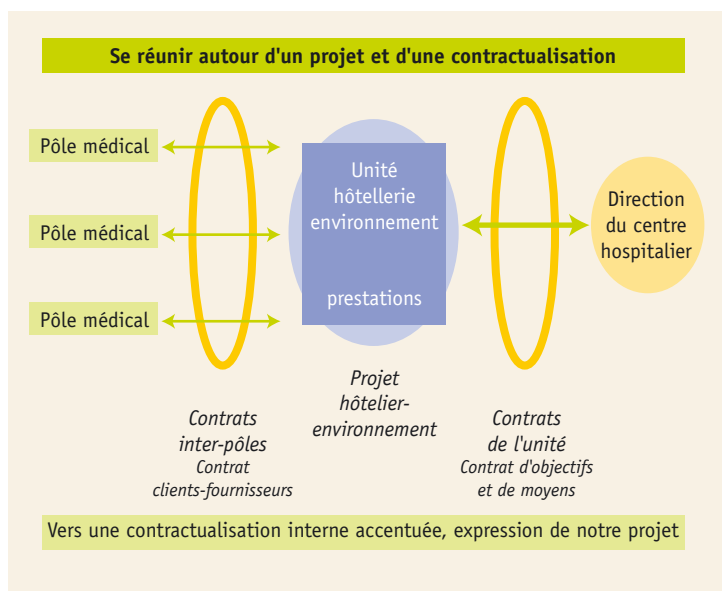 Se réunir autour d'un projet et d'une contractualisation
Pôle médical
Pôle médical
Pôle médical
Unité
hôtellerie
environnement
prestations
Direction
du centre
hospitalier
Projet
hôtelier-
environnement
Contrats
inter-pôles
Contrat
clients-fournisseurs
Contrats
de l'unité
Contrat d'objectifs
et de moyens
Vers une contractualisation interne accentuée, expression de notre projet